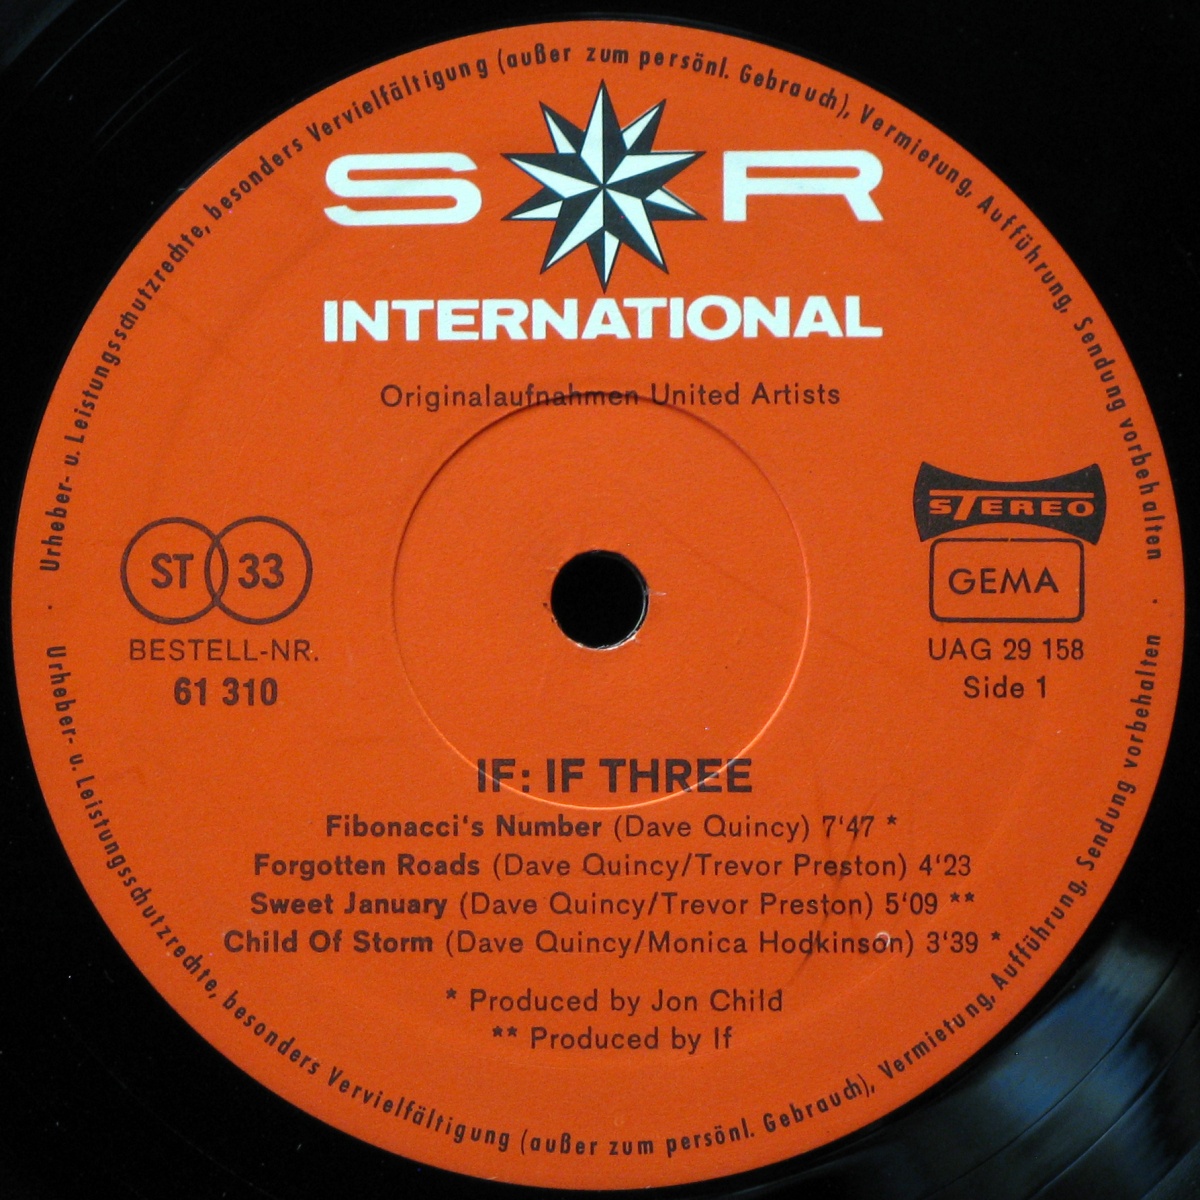 Urheber- u. Leistungsschutzrechte, besonders Vervielfältigung (außer zum persönl. Gebrauch), Vermietung, Aufführung, Sendung vorbehalten
S R
INTERNATIONAL
Originalaufnahmen United Artists
STEREO
ST 33
GEMA
BESTELL-NR.
61 310
UAG 29 158
Side 1
IF: IF THREE
Fibonacci's Number (Dave Quincy) 7'47 *
Forgotten Roads (Dave Quincy/Trevor Preston) 4'23
Sweet January (Dave Quincy/Trevor Preston) 5'09 **
Child Of Storm (Dave Quincy/Monica Hodkinson) 3'39 *
* Produced by Jon Child
** Produced by If
Urheber- u. Leistungsschutzrechte, besonders Vervielfältigung (außer zum persönl. Gebrauch), Vermietung, Aufführung, Sendung vorbehalten